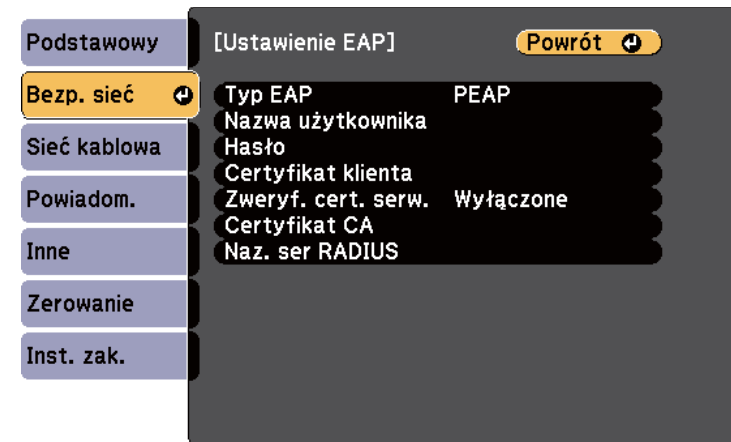 Podstawowy
Bezp. sieć
Sieć kablowa
Powiadom.
Inne
Zerowanie
Inst. zak.
[Ustawienie EAP] Powrót
Typ EAP PEAP
Nazwa użytkownika
Hasło
Certyfikat klienta
Zweryf. cert. serw. Wyłączone
Certyfikat CA
Naz. ser RADIUS